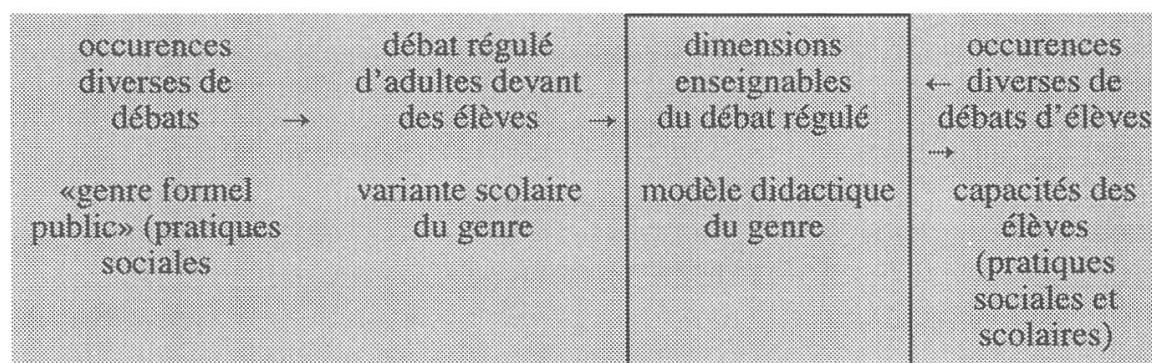 occurences
diverses de
débats →
«genre formel
public» (pratiques
sociales
débat régulé
d'adultes devant
des élèves →
variante scolaire
du genre
dimensions
enseignables
du débat régulé
modèle didactique
du genre
occurences
← diverses de
débats d'élèves
⤑
capacités des
élèves
(pratiques
sociales et
scolaires)